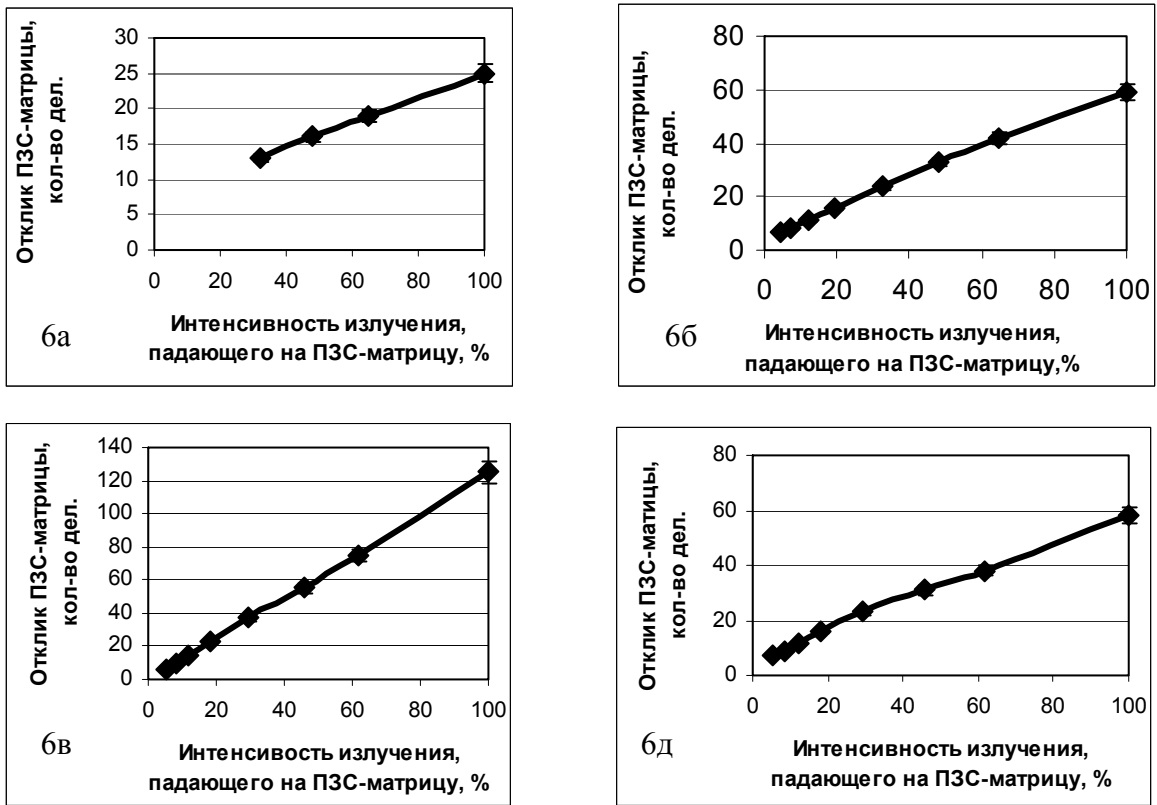 Отклик ПЗС-матрицы,
кол-во дел.
30
25
20
15
10
5
0
0 20 40 60 80 100
Интенсивность излучения,
падающего на ПЗС-матрицу, %
6а
Отклик ПЗС-матрицы,
кол-во дел.
80
60
40
20
0
0 20 40 60 80 100
Интенсивность излучения,
падающего на ПЗС-матрицу,%
6б
Отклик ПЗС-матрицы,
кол-во дел.
140
120
100
80
60
40
20
0
0 20 40 60 80 100
Интенсивость излучения,
падающего на ПЗС-матрицу, %
6в
Отклик ПЗС-матицы,
кол-во дел.
80
60
40
20
0
0 20 40 60 80 100
Интенсивность излучения,
падающего на ПЗС-матрицу, %
6д